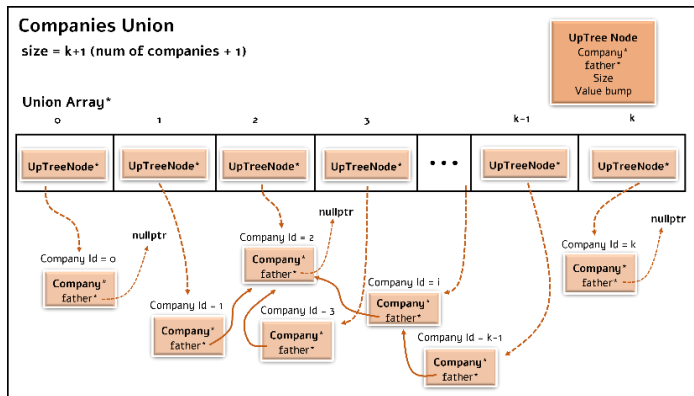 Companies Union
size = k+1 (num of companies + 1)
UpTree Node
Company*
father*
Size
Value bump
Union Array*
0 1 2 3 k-1 k
UpTreeNode* UpTreeNode* UpTreeNode* UpTreeNode* ... UpTreeNode* UpTreeNode*
nullptr
nullptr
nullptr
Company Id = 2
Company Id = k
Company Id = 0
Company*
father*
Company*
father*
Company*
father*
Company Id = i
Company*
father*
Company Id - 1
Company*
father*
Company Id - 3
Company*
father*
Company Id - k-1
Company*
father*